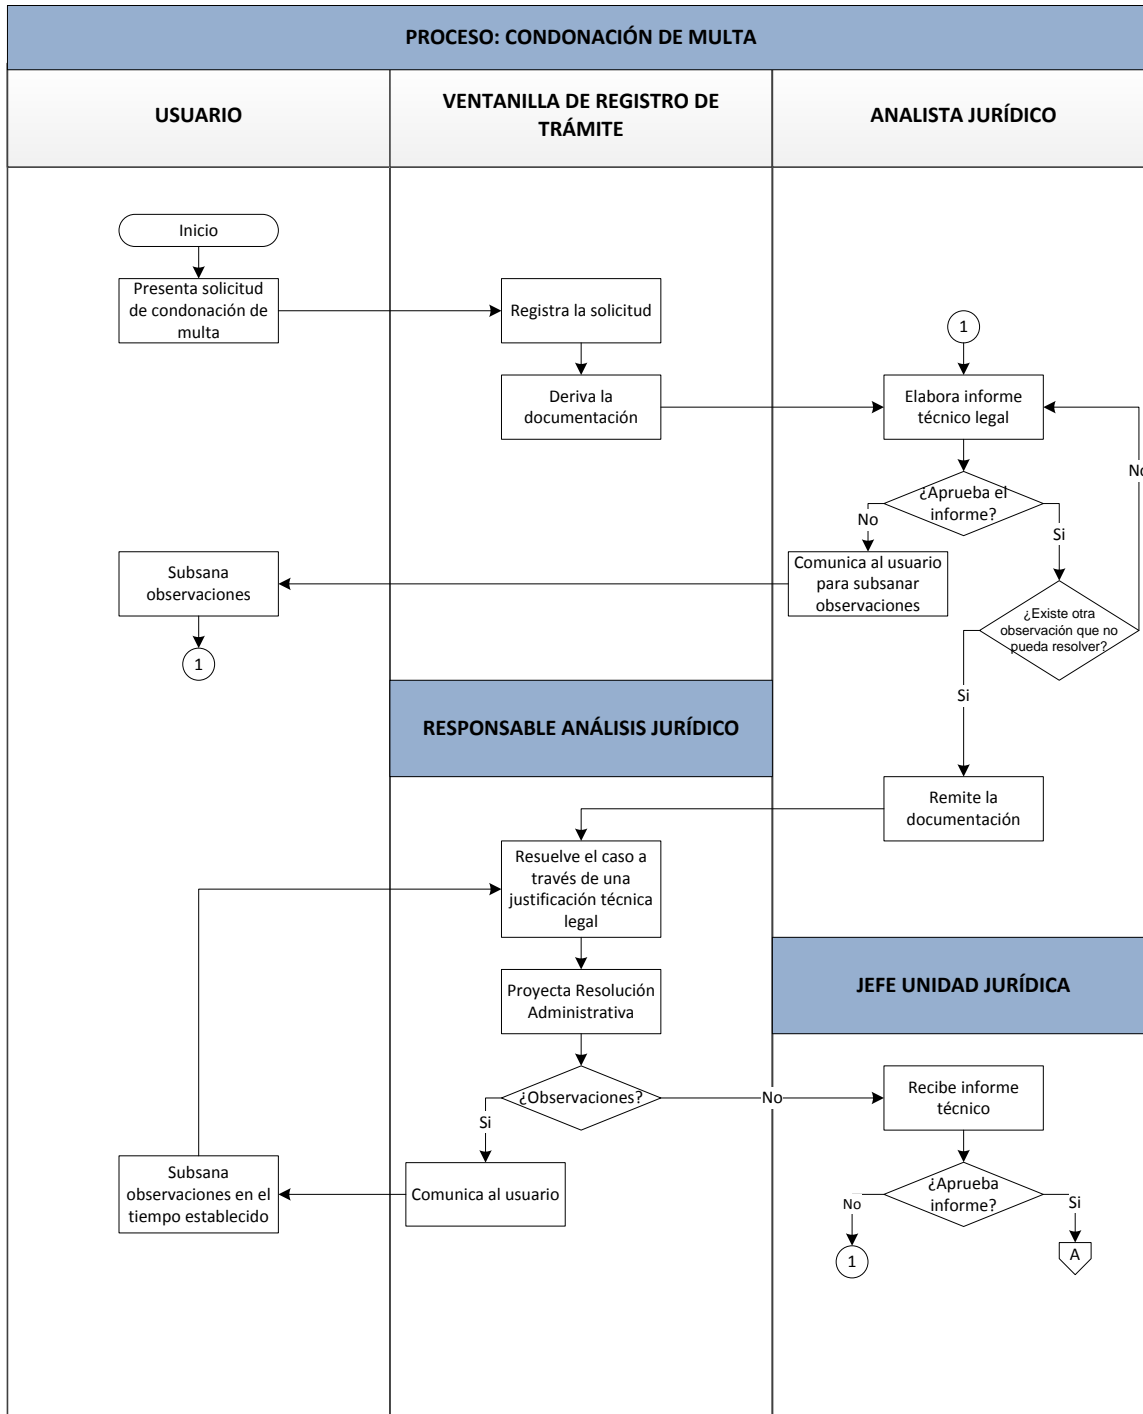 PROCESO: CONDONACIÓN DE MULTA
USUARIO
VENTANILLA DE REGISTRO DE
TRÁMITE
ANALISTA JURÍDICO
Inicio
Presenta solicitud
de condonación de
multa
Registra la solicitud
1
Deriva la
documentación
Elabora informe
técnico legal
No
¿Aprueba el
informe?
No
Si
Subsana
observaciones
Comunica al usuario
para subsanar
observaciones
¿Existe otra
observación que no
pueda resolver?
1
Si
RESPONSABLE ANÁLISIS JURÍDICO
Remite la
documentación
Resuelve el caso a
través de una
justificación técnica
legal
JEFE UNIDAD JURÍDICA
Proyecta Resolución
Administrativa
¿Observaciones?
No
Recibe informe
técnico
Si
Subsana
observaciones en el
tiempo establecido
Comunica al usuario
¿Aprueba
informe?
No
Si
1
A